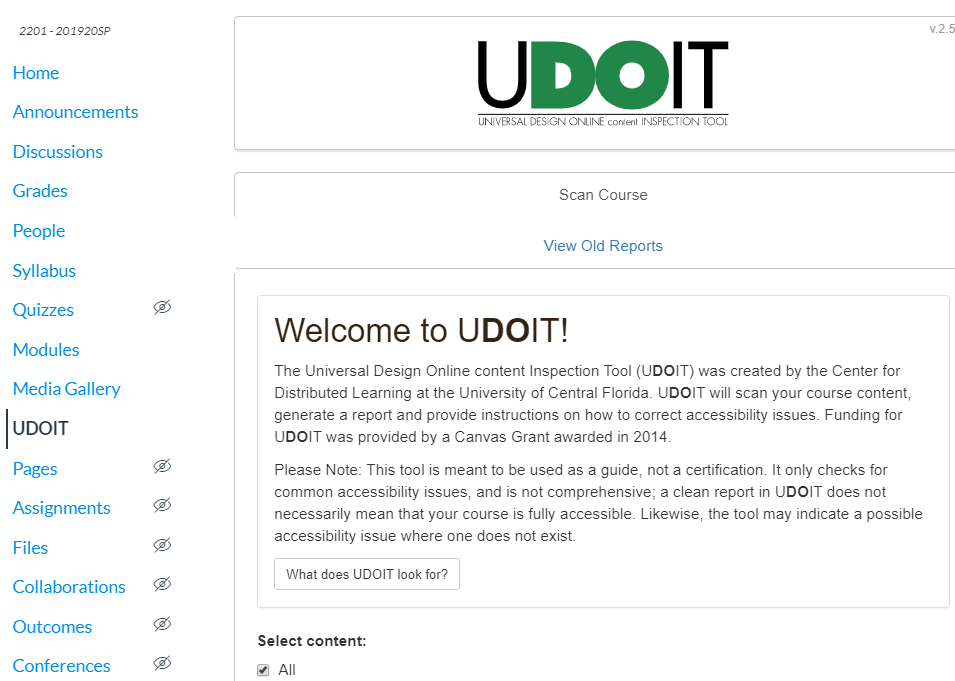 2201 - 201920SP
Home
Announcements
Discussions
Grades
People
Syllabus
Quizzes
Modules
Media Gallery
UDOIT
Pages
Assignments
Files
Collaborations
Outcomes
Conferences
v.2.5
UDOIT
UNIVERSAL DESIGN ONLINE content INSPECTION TOOL
Scan Course
View Old Reports
Welcome to UDOIT!
The Universal Design Online content Inspection Tool (UDOIT) was created by the Center for
Distributed Learning at the University of Central Florida. UDOIT will scan your course content,
generate a report and provide instructions on how to correct accessibility issues. Funding for
UDOIT was provided by a Canvas Grant awarded in 2014.
Please Note: This tool is meant to be used as a guide, not a certification. It only checks for
common accessibility issues, and is not comprehensive; a clean report in UDOIT does not
necessarily mean that your course is fully accessible. Likewise, the tool may indicate a possible
accessibility issue where one does not exist.
What does UDOIT look for?
Select content:
All